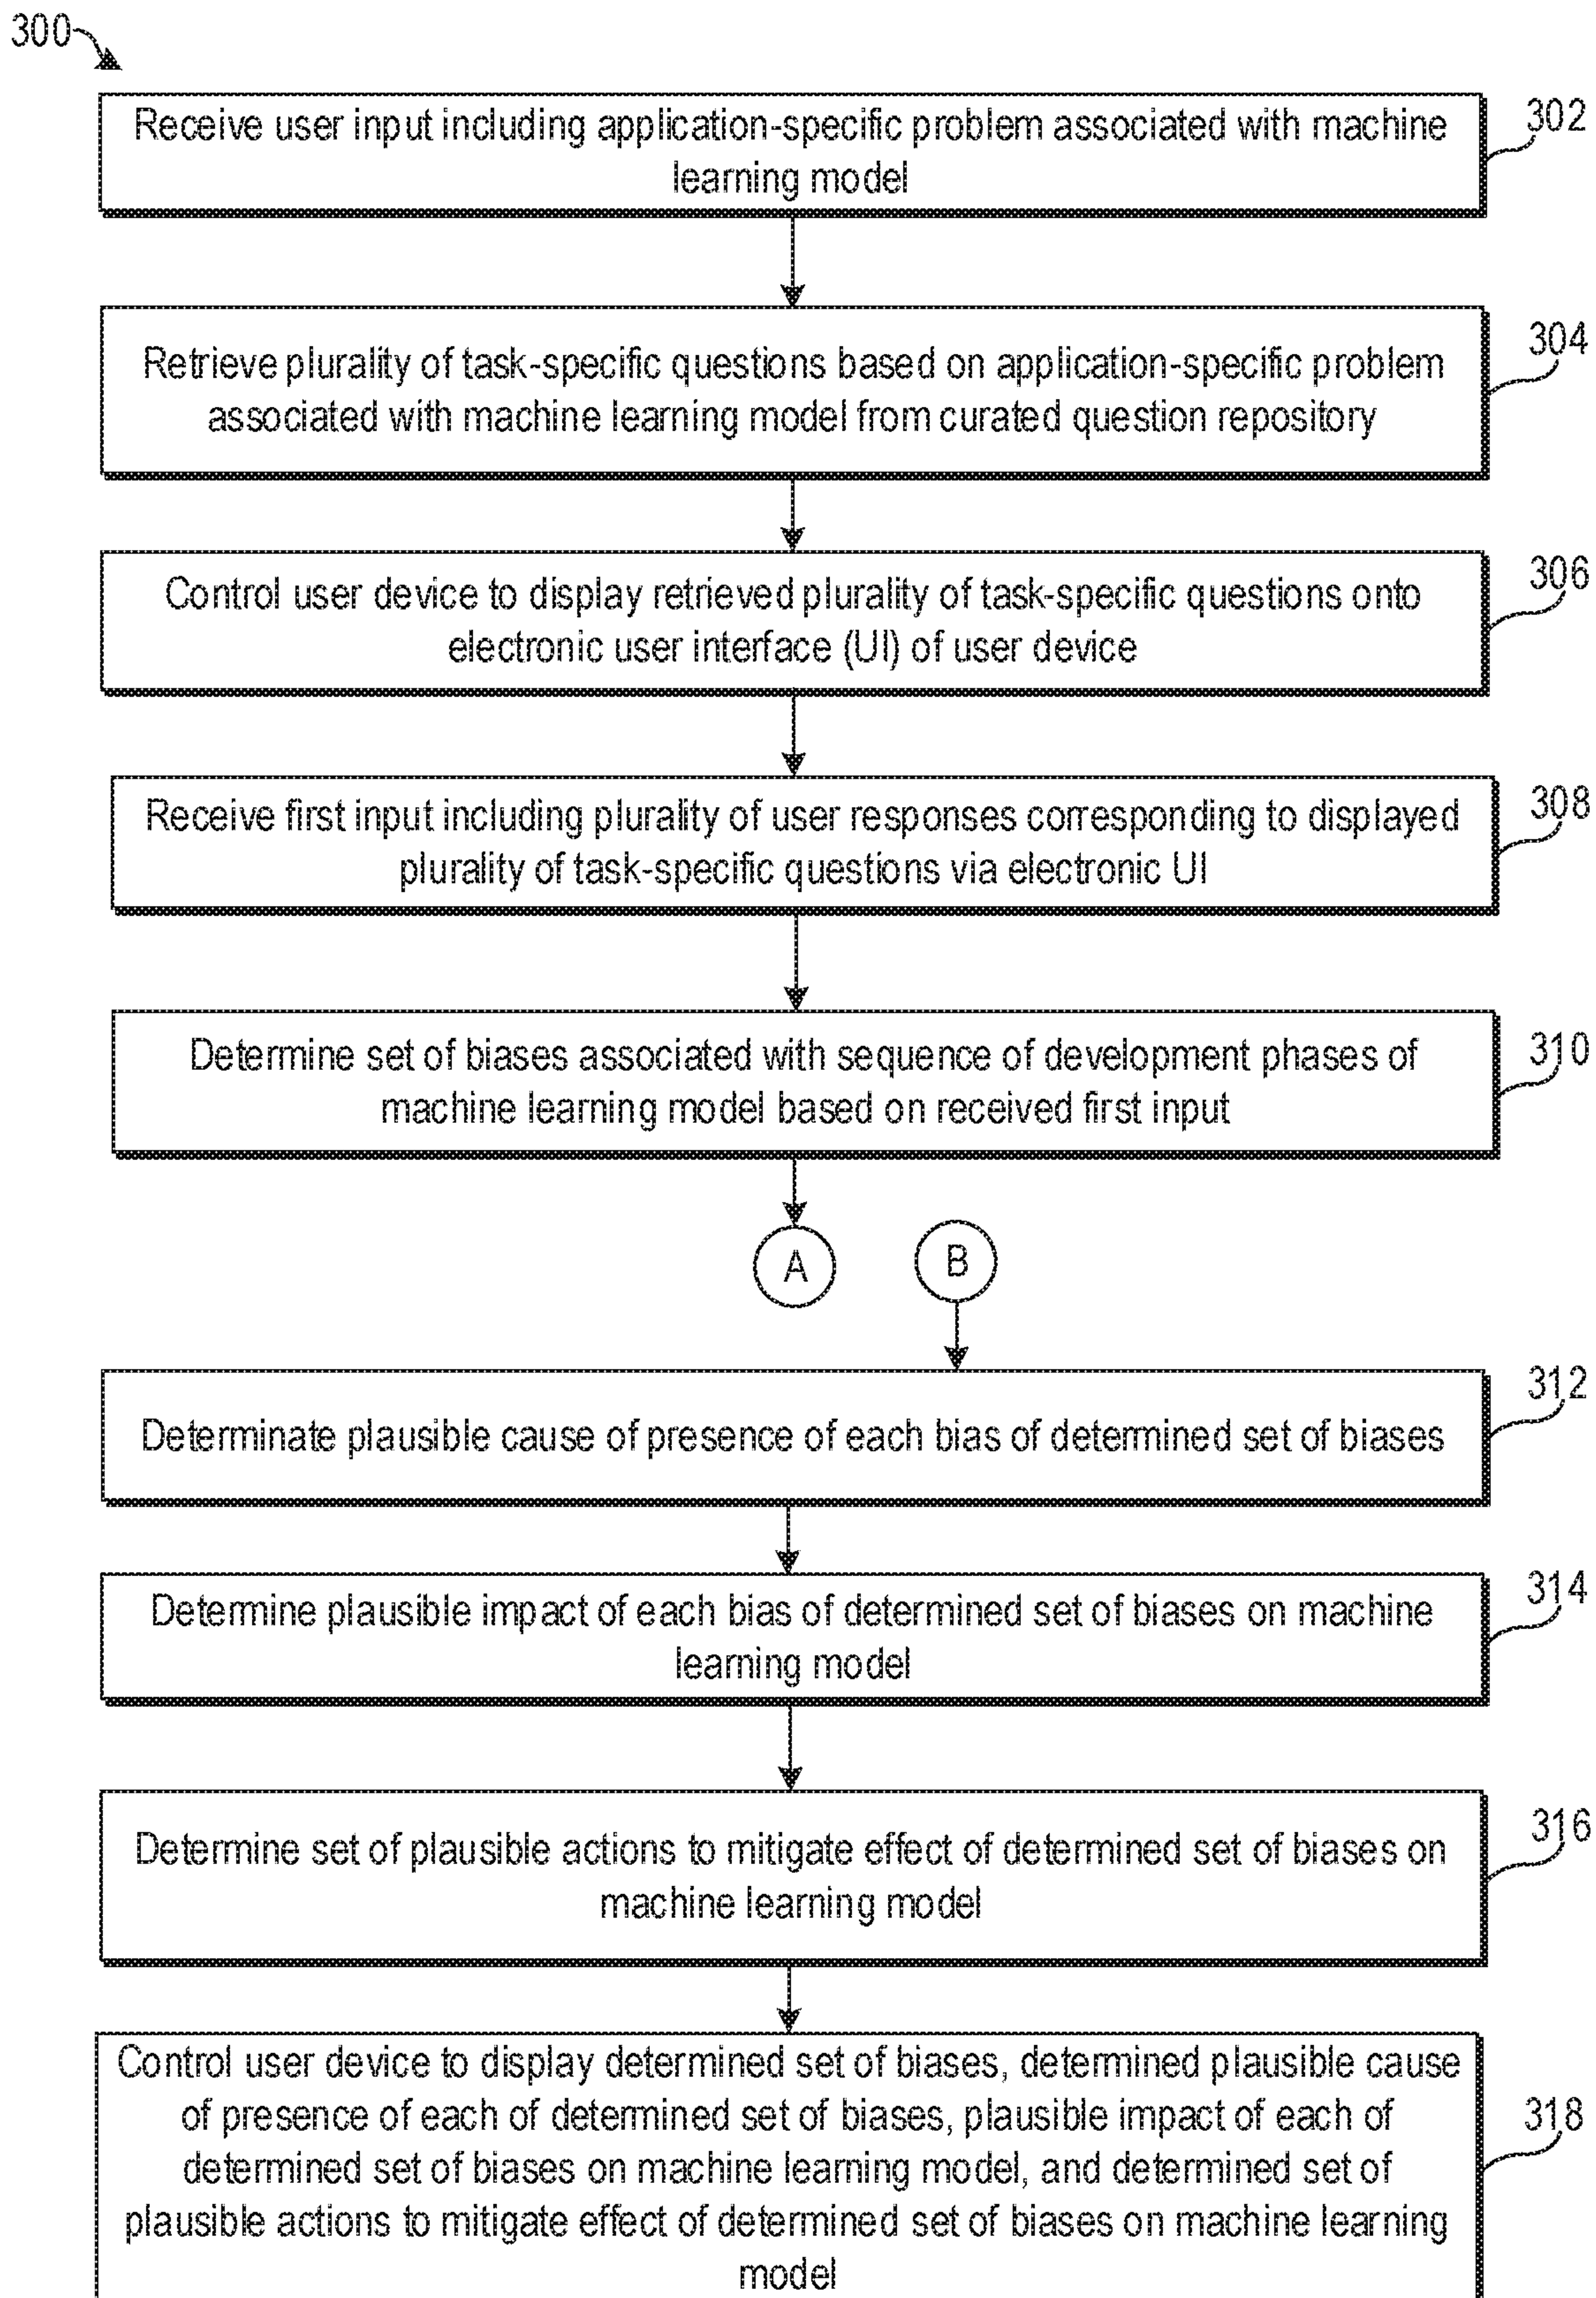 300
Receive user input including application-specific problem associated with machine
learning model
302
Retrieve plurality of task-specific questions based on application-specific problem
associated with machine learning model from curated question repository
304
Control user device to display retrieved plurality of task-specific questions onto
electronic user interface (UI) of user device
306
Receive first input including plurality of user responses corresponding to displayed
plurality of task-specific questions via electronic UI
308
Determine set of biases associated with sequence of development phases of
machine learning model based on received first input
310
A
B
Determinate plausible cause of presence of each bias of determined set of biases
312
Determine plausible impact of each bias of determined set of biases on machine
learning model
314
Determine set of plausible actions to mitigate effect of determined set of biases on
machine learning model
316
Control user device to display determined set of biases, determined plausible cause
of presence of each of determined set of biases, plausible impact of each of
determined set of biases on machine learning model, and determined set of
plausible actions to mitigate effect of determined set of biases on machine learning
model
318